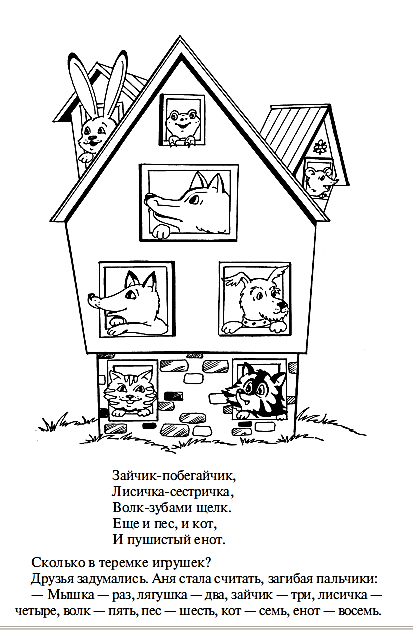 Зайчик-побегайчик,
Лисичка-сестричка,
Волк-зубами щелк.
Еще и пес, и кот,
И пушистый енот.
Сколько в теремке игрушек?
Друзья задумались. Аня стала считать, загибая пальчики:
— Мышка — раз, лягушка — два, зайчик — три, лисичка —
четыре, волк — пять, пес — шесть, кот — семь, енот — восемь.